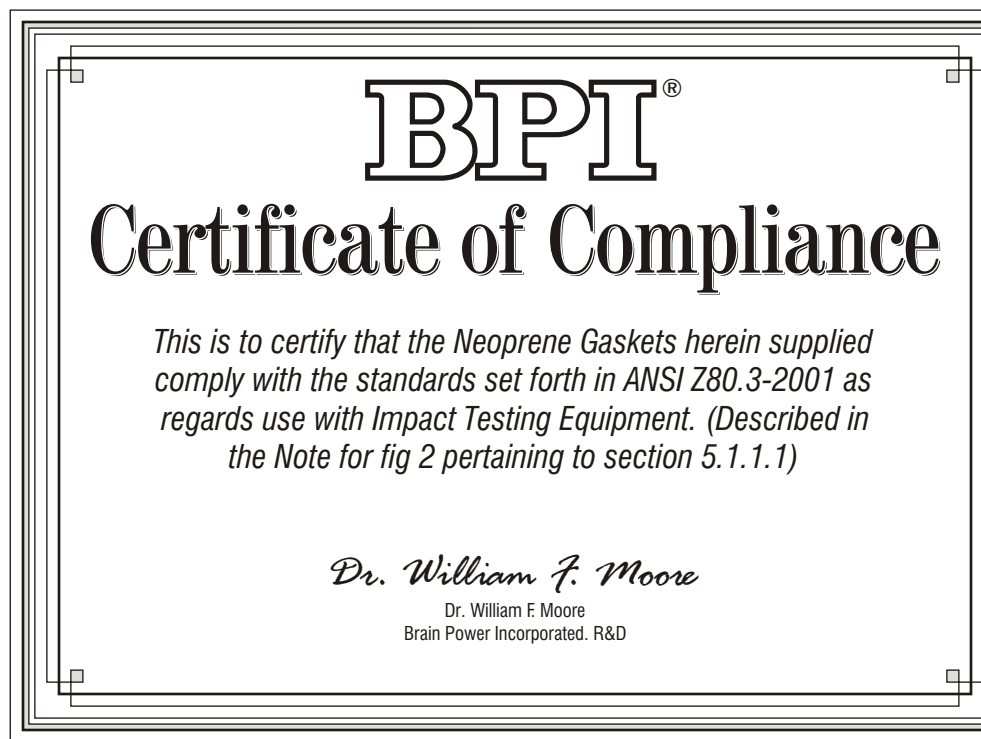 BPI®
Certificate of Compliance
This is to certify that the Neoprene Gaskets herein supplied
comply with the standards set forth in ANSI Z80.3-2001 as
regards use with Impact Testing Equipment. (Described in
the Note for fig 2 pertaining to section 5.1.1.1)
Dr. William F. Moore
Dr. William F. Moore
Brain Power Incorporated. R&D